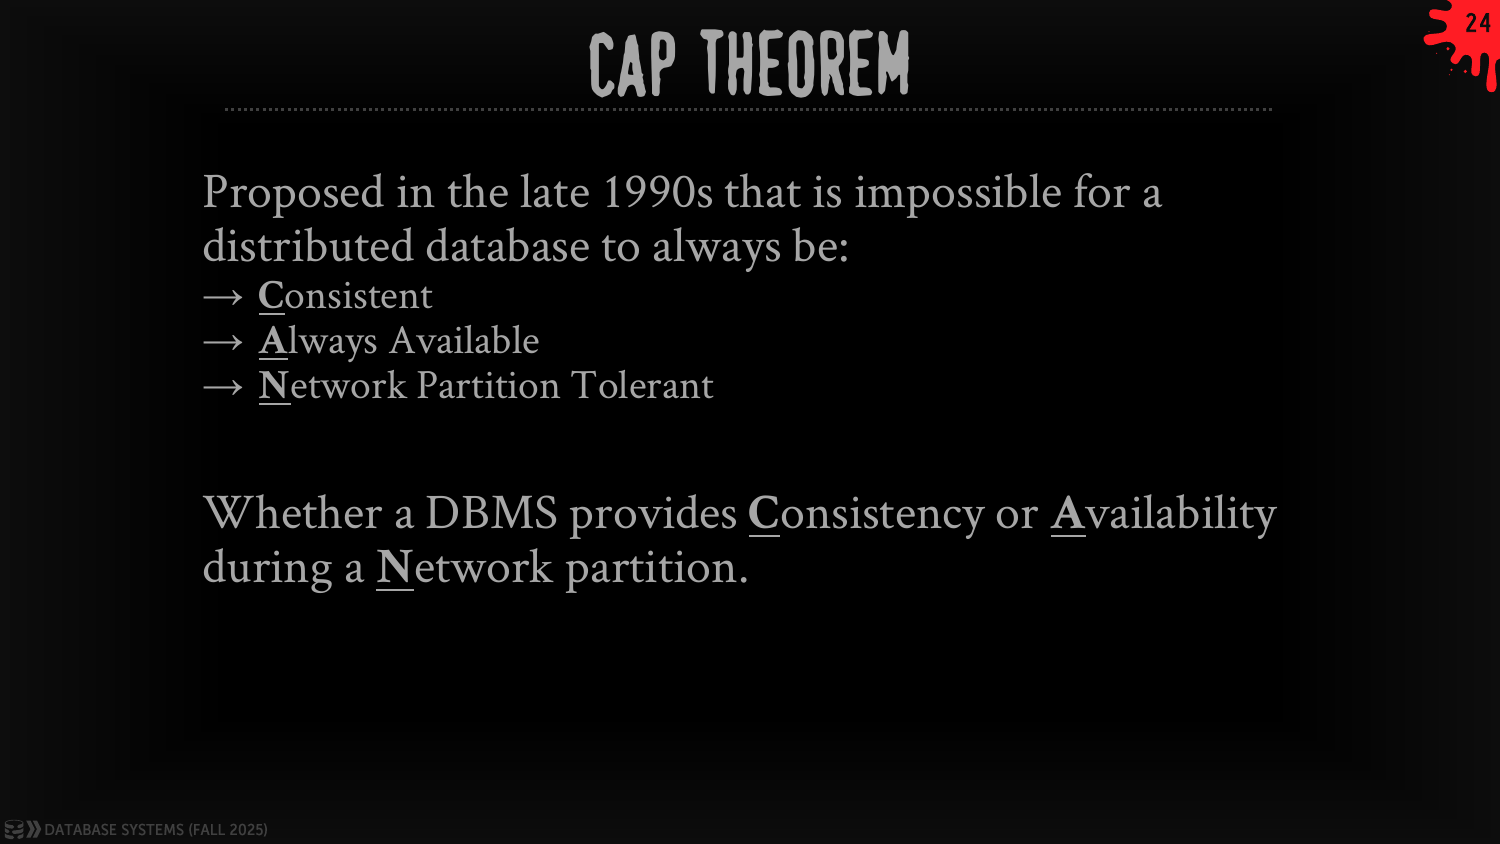 CAP THEOREM
24
Proposed in the late 1990s that is impossible for a
distributed database to always be:
→ Consistent
→ Always Available
→ Network Partition Tolerant
Whether a DBMS provides Consistency or Availability
during a Network partition.
DATABASE SYSTEMS (FALL 2025)